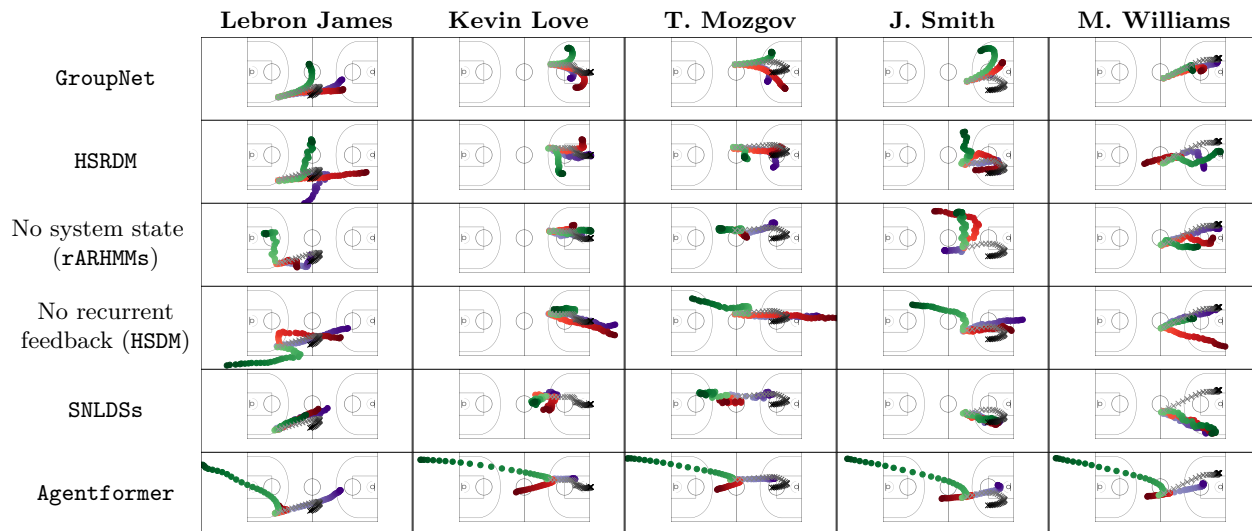 Lebron James Kevin Love T. Mozgov J. Smith M. Williams
GroupNet
HSRDM
No system state
(rARHMMs)
No recurrent
feedback (HSDM)
SNLDSs
Agentformer